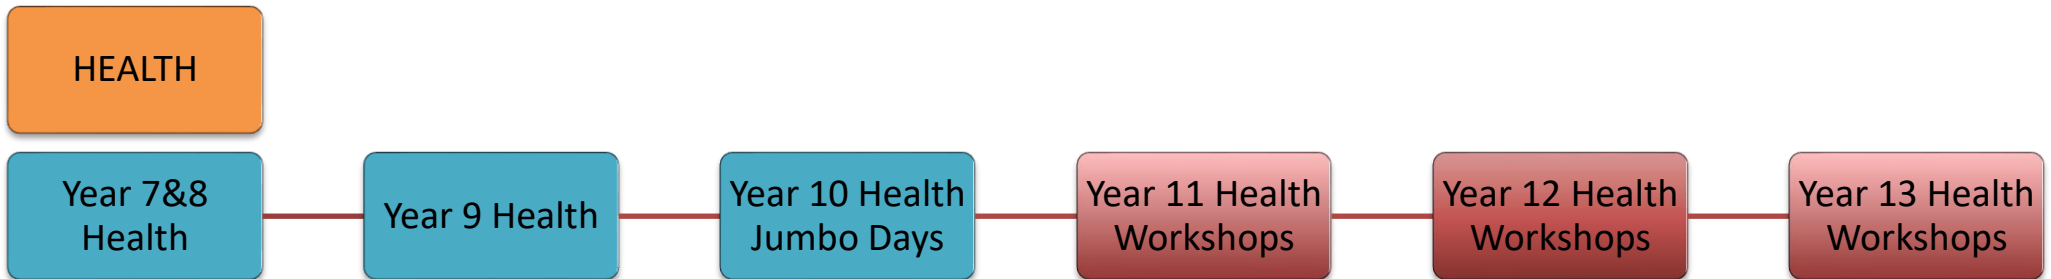 HEALTH
Year 7&8
Health
Year 9 Health
Year 10 Health
Jumbo Days
Year 11 Health
Workshops
Year 12 Health
Workshops
Year 13 Health
Workshops